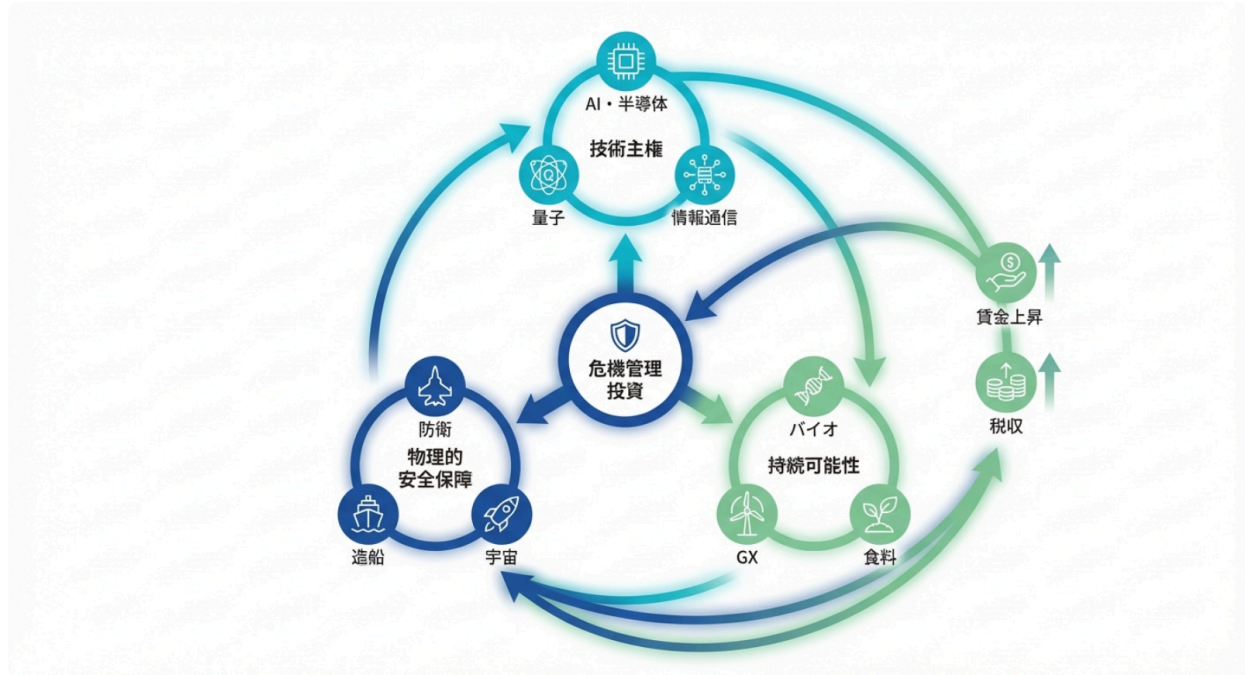 AI・半導体
技術主権
量子
情報通信
$
賃金上昇
危機管理
投資
税収
防衛
物理的
安全保障
造船
宇宙
バイオ
持続可能性
GX
食料
Q